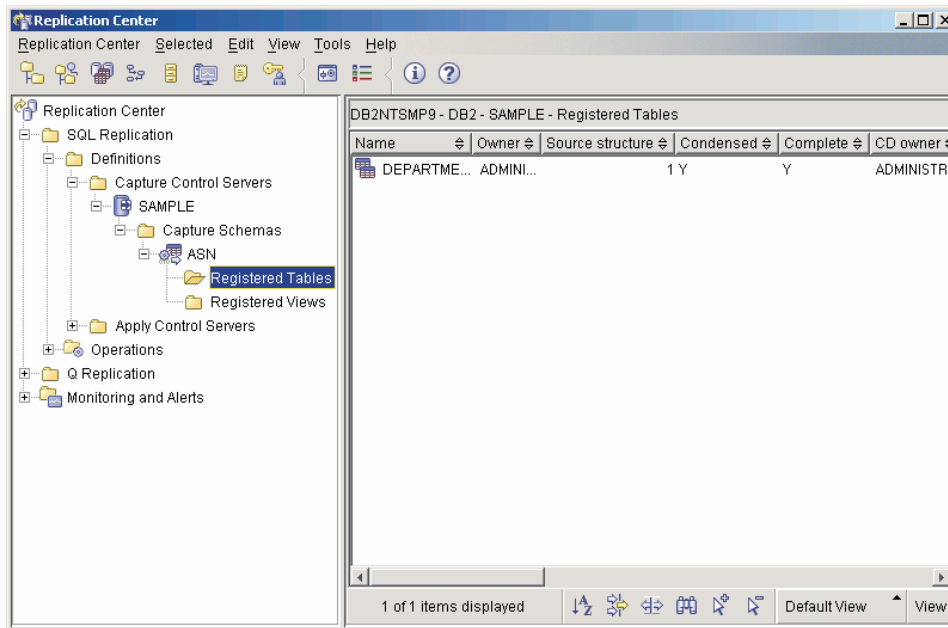 Replication Center
Replication Center Selected Edit View Tools Help
Replication Center
SQL Replication
Definitions
Capture Control Servers
SAMPLE
Capture Schemas
ASN
Registered Tables
Registered Views
Apply Control Servers
Operations
Q Replication
Monitoring and Alerts
DB2NTSMP9 - DB2 - SAMPLE - Registered Tables
Name Owner Source structure Condensed Complete CD owner
DEPARTME... ADMINI... 1 Y Y ADMINISTR
1 of 1 items displayed Default View View